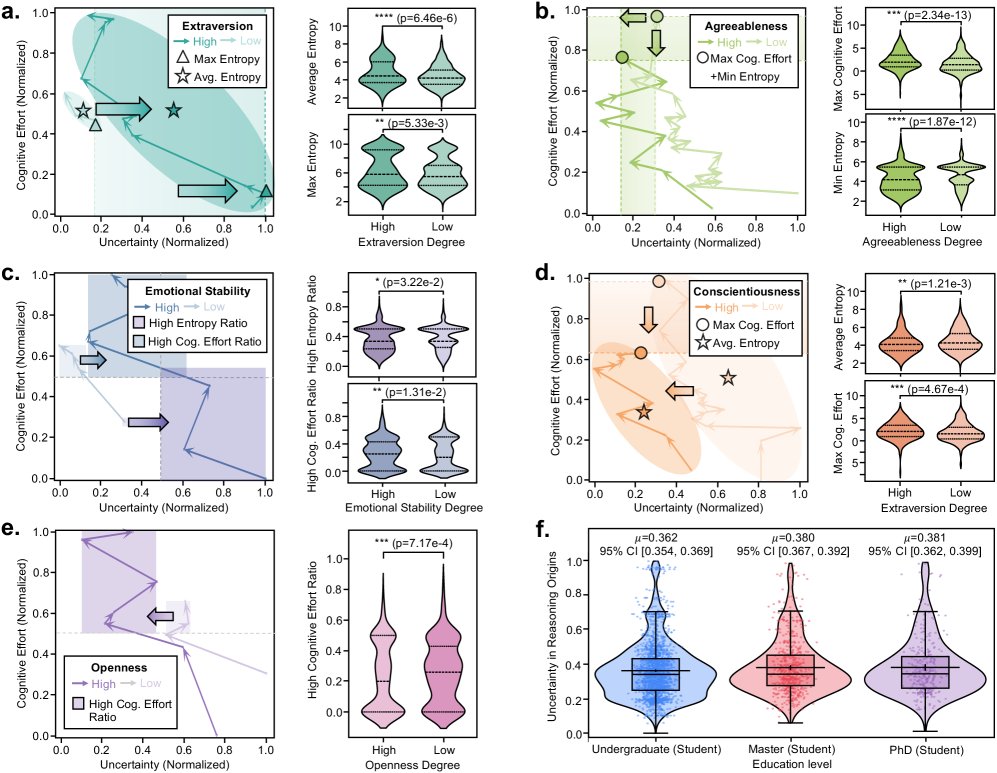 a.
Extraversion
High Low
Max Entropy
Avg. Entropy
Cognitive Effort (Normalized)
1.0
0.8
0.6
0.4
0.2
0.0
0.0 0.2 0.4 0.6 0.8 1.0
Uncertainty (Normalized)
**** (p=6.46e-6)
Average Entropy
10
8
6
4
2
** (p=5.33e-3)
Max Entropy
10
8
6
4
2
High Low
Extraversion Degree
b.
Agreeableness
High Low
Max Cog. Effort
+Min Entropy
Cognitive Effort (Normalized)
1.0
0.8
0.6
0.4
0.2
0.0
0.0 0.2 0.4 0.6 0.8 1.0
Uncertainty (Normalized)
*** (p=2.34e-13)
Max Cognitive Effort
10
5
0
5
**** (p=1.87e-12)
Min Entropy
10
8
6
4
2
High Low
Agreeableness Degree
c.
Emotional Stability
High Low
High Entropy Ratio
High Cog. Effort Ratio
Cognitive Effort (Normalized)
1.0
0.8
0.6
0.4
0.2
0.0
0.0 0.2 0.4 0.6 0.8 1.0
Uncertainty (Normalized)
* (p=3.22e-2)
High Entropy Ratio
1.0
0.5
0.0
** (p=1.31e-2)
High Cog. Effort Ratio
1.0
0.8
0.6
0.4
0.2
0.0
High Low
Emotional Stability Degree
d.
Conscientiousness
High Low
Max Cog. Effort
Avg. Entropy
Cognitive Effort (Normalized)
1.0
0.8
0.6
0.4
0.2
0.0
0.0 0.2 0.4 0.6 0.8 1.0
Uncertainty (Normalized)
** (p=1.21e-3)
Average Entropy
10
8
6
4
2
*** (p=4.67e-4)
Max Cog. Effort
10
5
0
5
5
High Low
Extraversion Degree
e.
Openness
High Low
High Cog. Effort
Ratio
Cognitive Effort (Normalized)
1.0
0.8
0.6
0.4
0.2
0.0
0.0 0.2 0.4 0.6 0.8 1.0
Uncertainty (Normalized)
*** (p=7.17e-4)
High Cognitive Effort Ratio
1.0
0.8
0.6
0.4
0.2
0.0
High Low
Openness Degree
f.
μ=0.362 μ=0.380 μ=0.381
95% CI [0.354, 0.369] 95% CI [0.367, 0.392] 95% CI [0.362, 0.399]
Uncertainty in Reasoning Origins
1.0
0.8
0.6
0.4
0.2
0.0
Undergraduate (Student) Master (Student) PhD (Student)
Education level